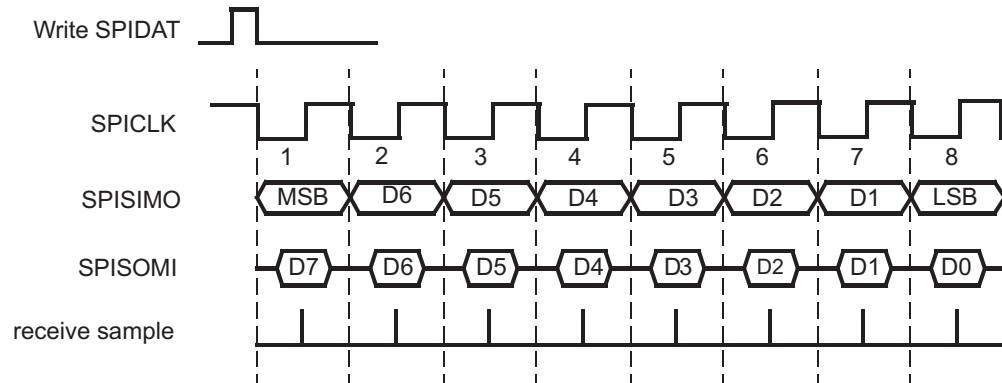 Write SPIDAT
SPICLK
1 2 3 4 5 6 7 8
SPISIMO MSB D6 D5 D4 D3 D2 D1 LSB
SPISOMI D7 D6 D5 D4 D3 D2 D1 D0
receive sample